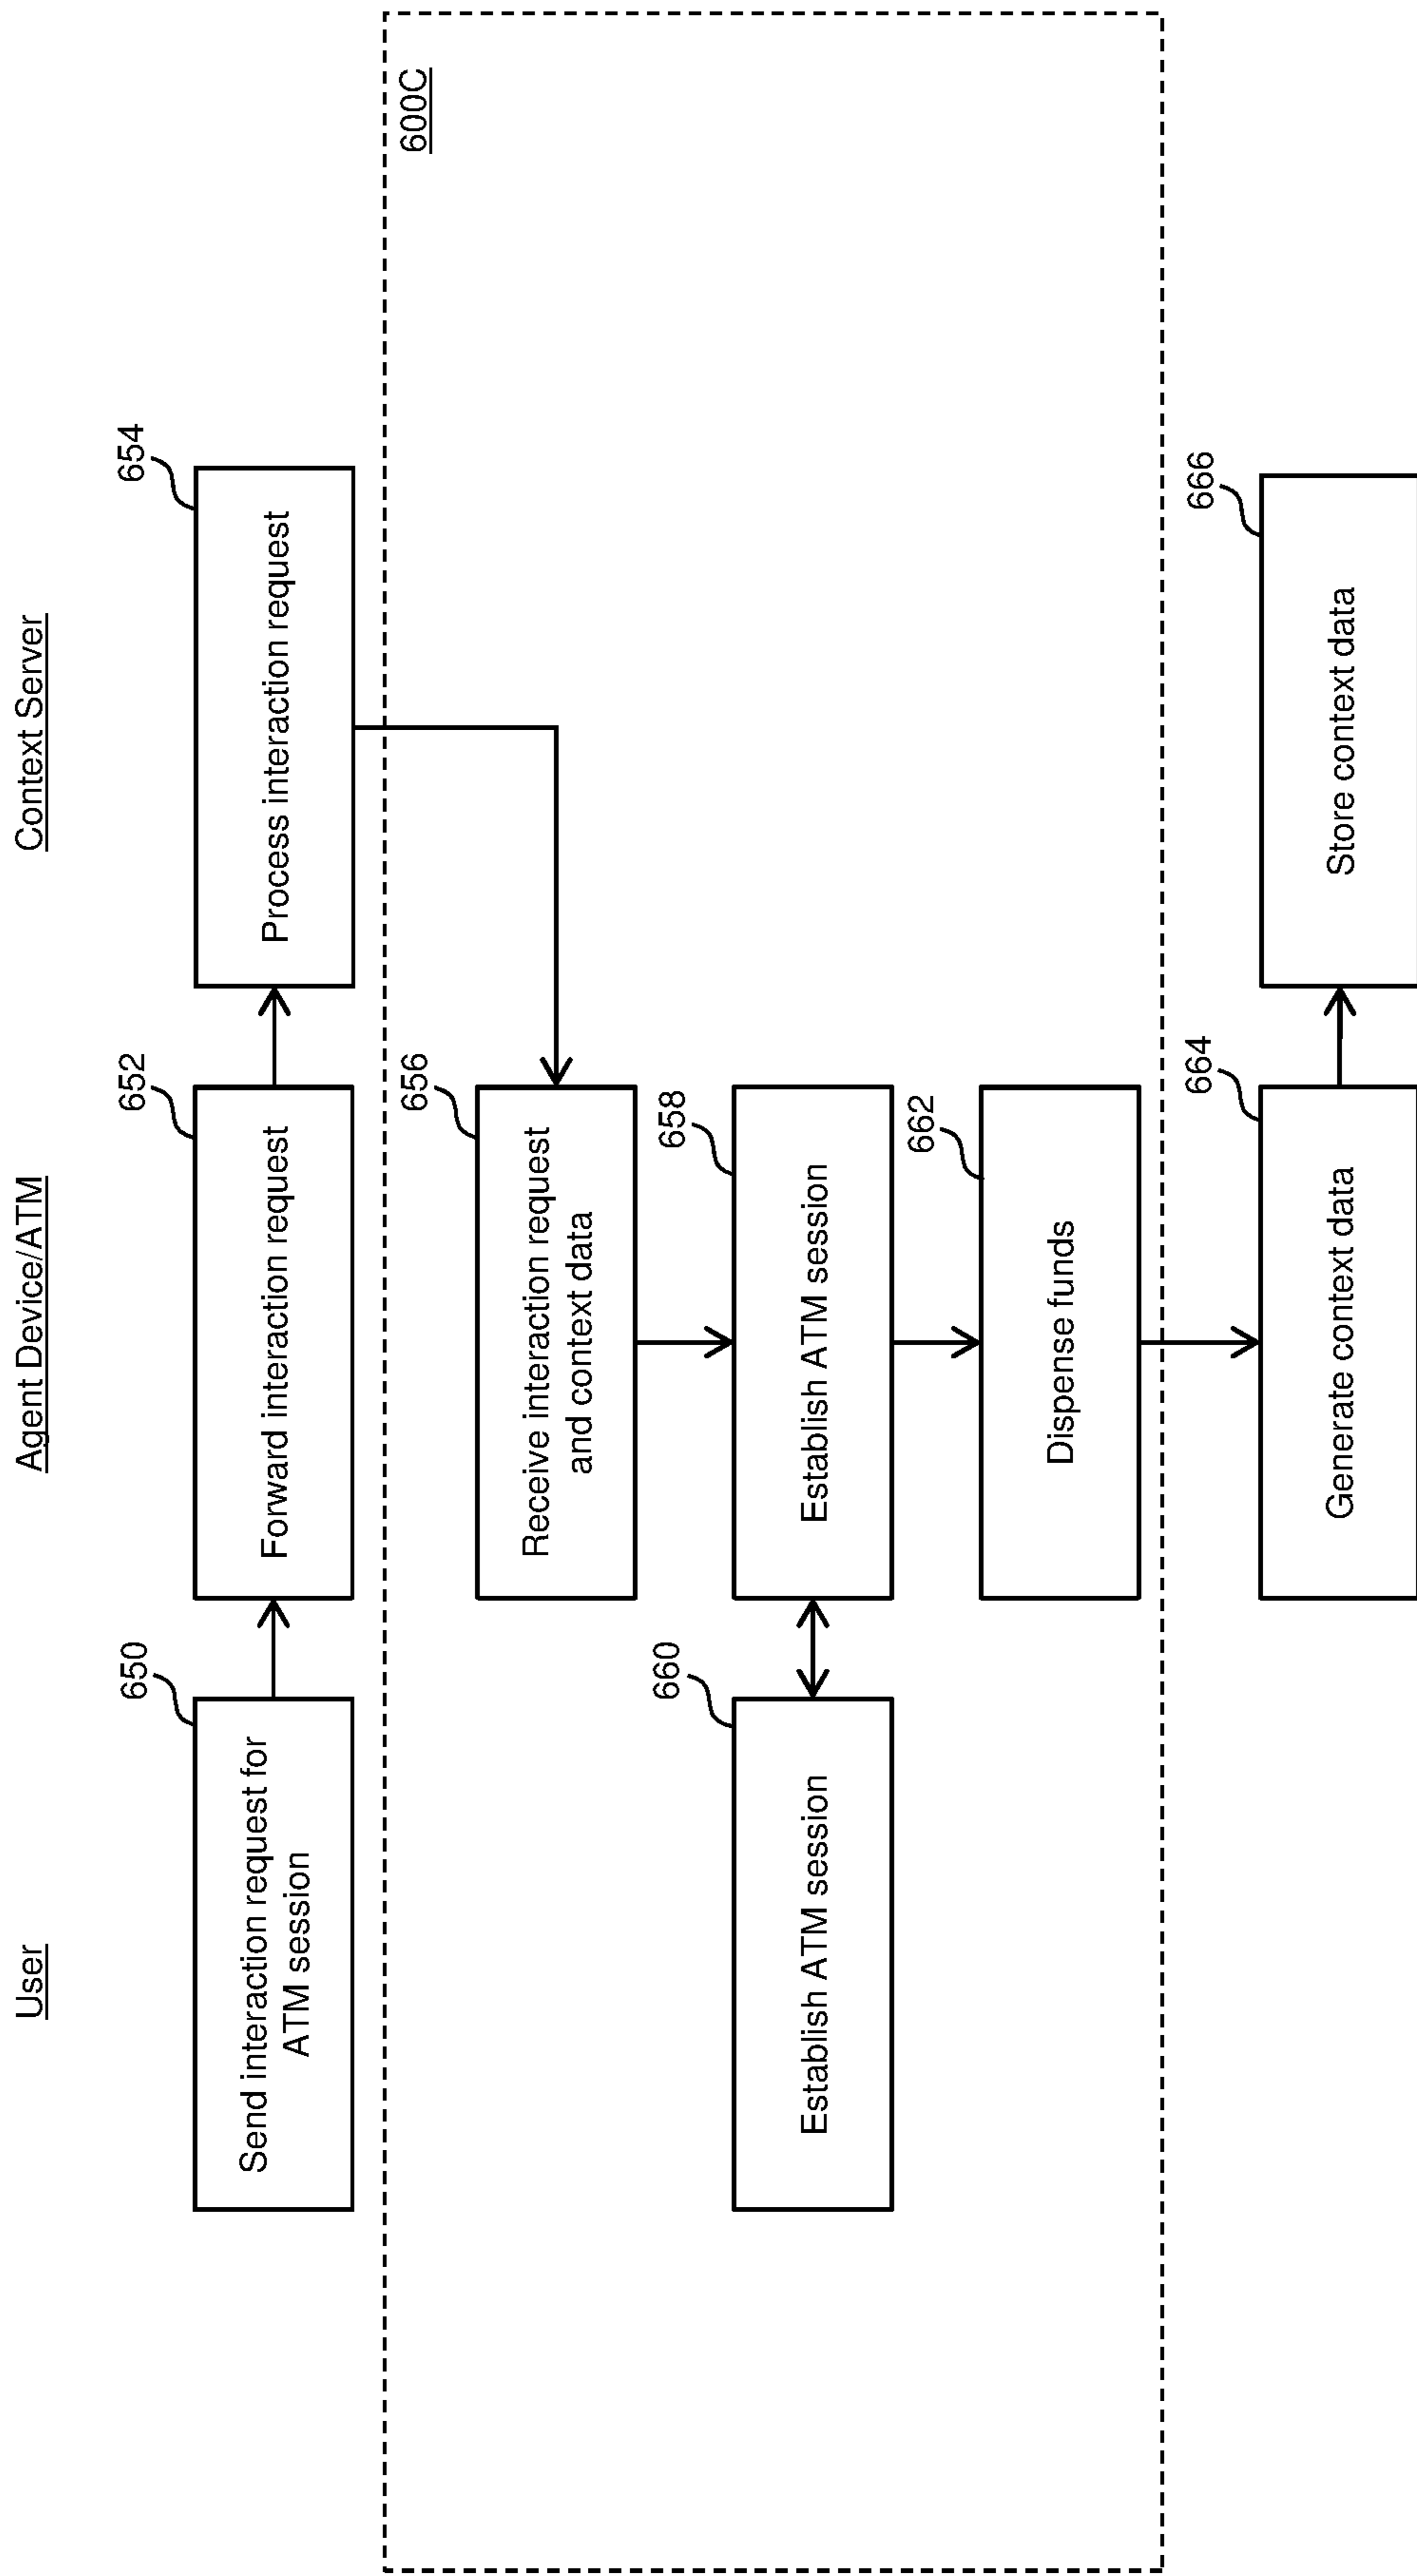 User
Agent Device/ATM
Context Server
650
Send interaction request for
ATM session
652
Forward interaction request
654
Process interaction request
600C
656
Receive interaction request
and context data
658
Establish ATM session
660
Establish ATM session
662
Dispense funds
664
Generate context data
666
Store context data